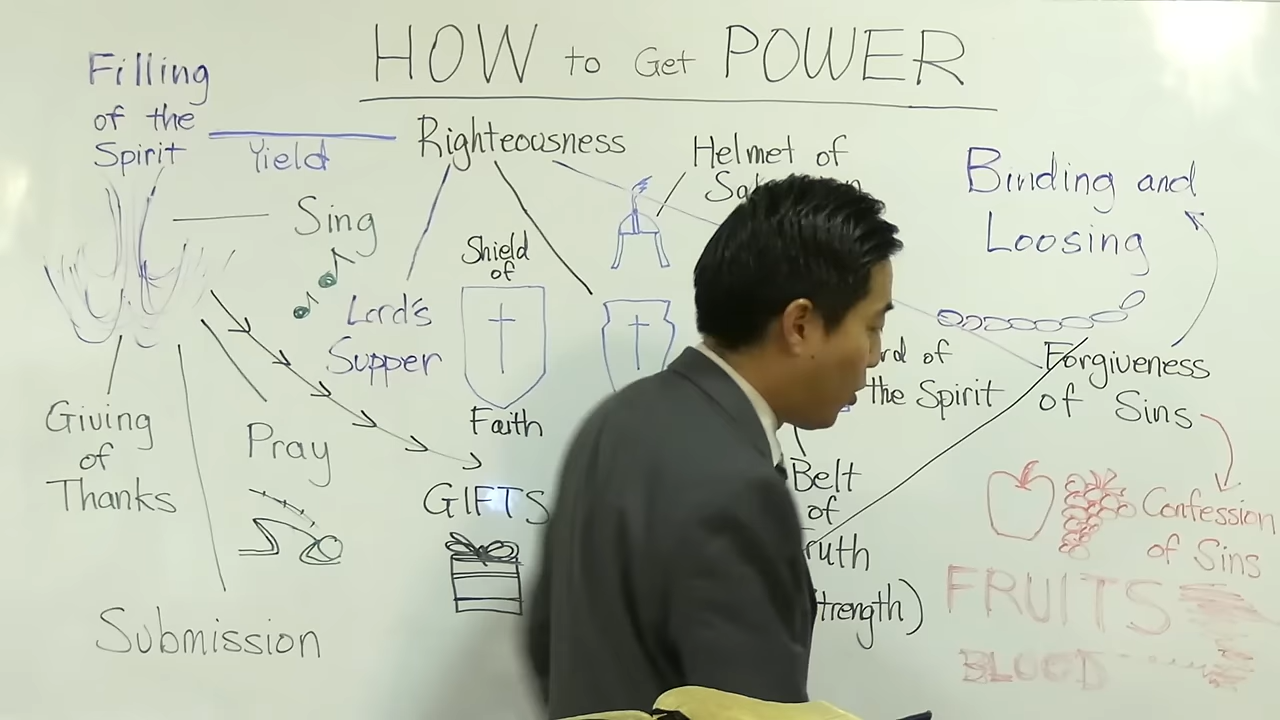 HOW to Get POWER
Filling
of the
Spirit
Yield
Righteousness
Helmet of
Sing
Shield
of
Faith
Lord's
Supper
Binding and
Loosing
of
the Spirit
Forgiveness
of Sins
Giving
of
Thanks
Pray
GIFTS
Belt
of
Confession
of Sins
FRUITS
BLOOD
Submission